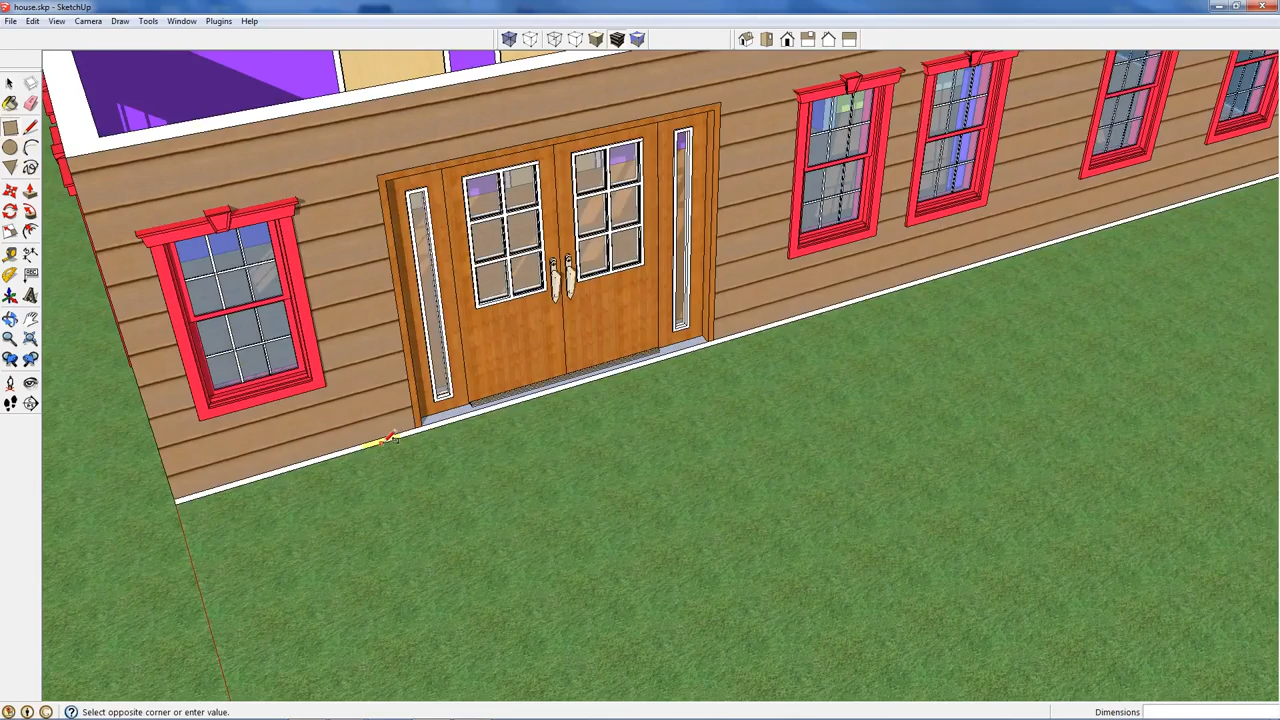 house.skp - SketchUp
File Edit View Camera Draw Tools Window Plugins Help
Select opposite corner or enter value.
Dimensions